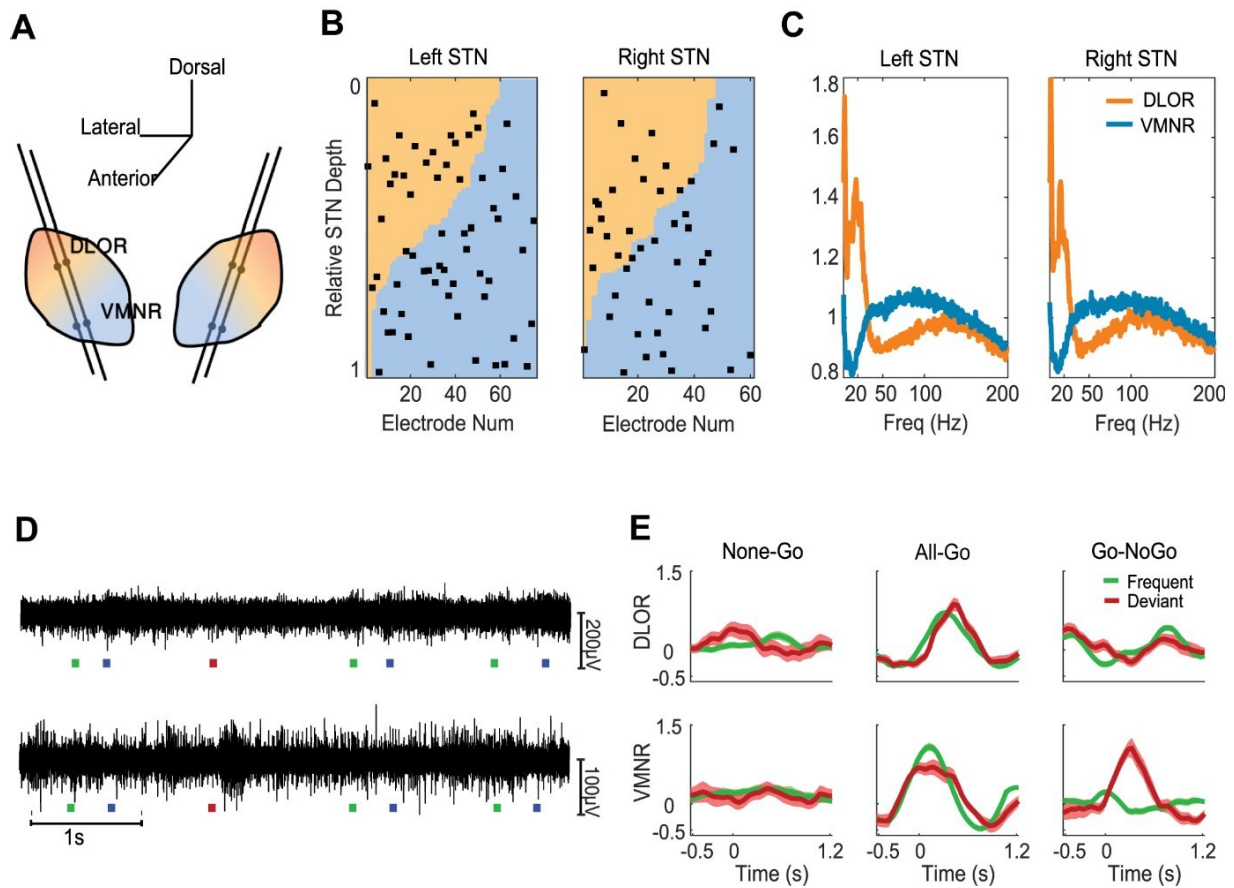 A
Dorsal
Lateral
Anterior
DLOR
VMNR
B
Left STN
Right STN
0
Relative STN Depth
1
20
40
60
20
40
60
Electrode Num
Electrode Num
C
Left STN
Right STN
1.8
1.6
1.4
1.2
1
0.8
DLOR
VMNR
20
50
100
200
20
50
100
200
Freq (Hz)
Freq (Hz)
D
200µV
100µV
1s
E
None-Go
All-Go
Go-NoGo
DLOR
1.5
0
-0.5
Frequent
Deviant
VMNR
1.5
0
-0.5
-0.5
0
1.2
-0.5
0
1.2
-0.5
0
1.2
Time (s)
Time (s)
Time (s)